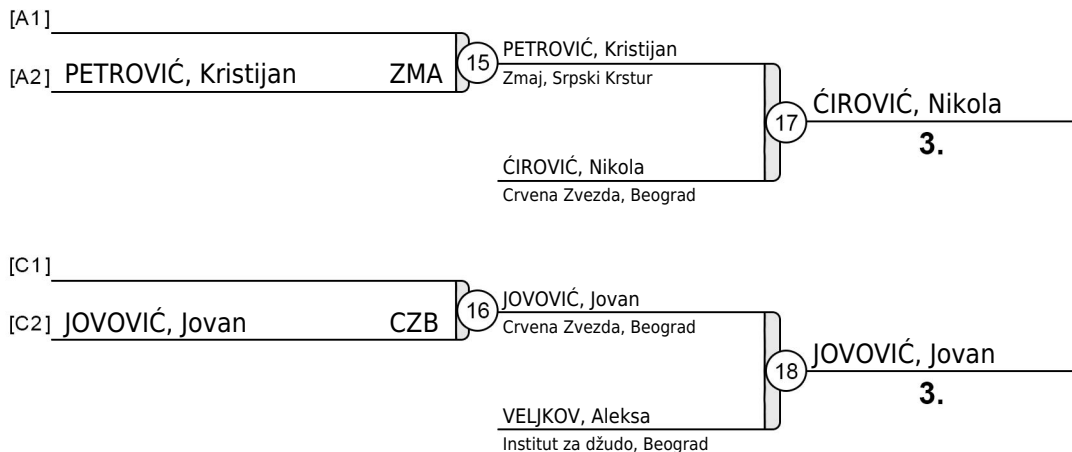 [A1]
[A2] PETROVIĆ, Kristijan ZMA
15
PETROVIĆ, Kristijan
Zmaj, Srpski Krstur
17
ĆIROVIĆ, Nikola
3.
ĆIROVIĆ, Nikola
Crvena Zvezda, Beograd
[C1]
[C2] JOVOVIĆ, Jovan CZB
16
JOVOVIĆ, Jovan
Crvena Zvezda, Beograd
18
JOVOVIĆ, Jovan
3.
VELJKOV, Aleksa
Institut za džudo, Beograd